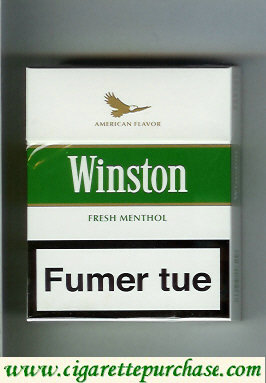 AMERICAN FLAVOR
Winston
FRESH MENTHOL
Fumer tue
www.cigarettepurchase.com